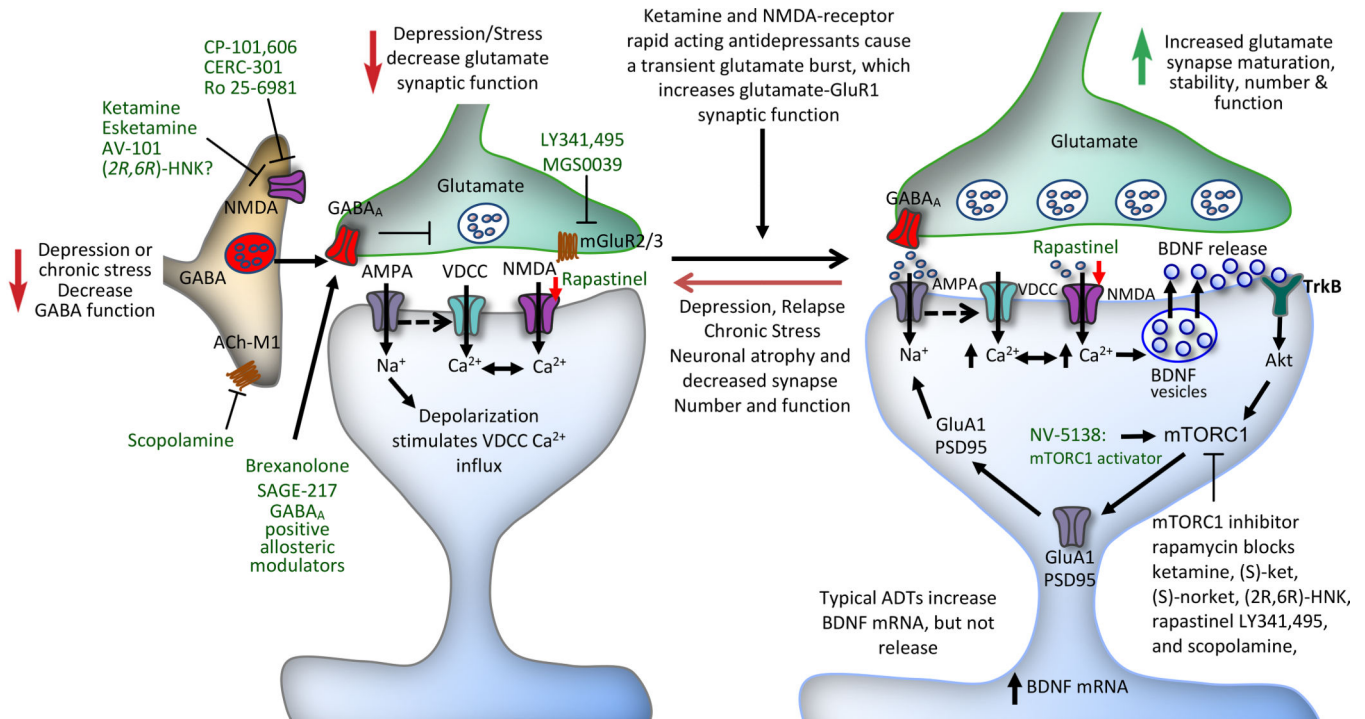 CP-101,606
CERC-301
Ro 25-6981
Ketamine
Esketamine
AV-101
(2R,6R)-HNK?
NMDA
GABA
ACh-M1
Depression or
chronic stress
Decrease
GABA function
Scopolamine
Brexanolone
SAGE-217
GABAA
positive
allosteric
modulators
Depression/Stress
decrease glutamate
synaptic function
Glutamate
GABAA
LY341,495
MGS0039
mGluR2/3
AMPA
VDCC
NMDA
Rapastinel
Na+
Ca2+
Ca2+
Depolarization
stimulates VDCC Ca2+
influx
Ketamine and NMDA-receptor
rapid acting antidepressants cause
a transient glutamate burst, which
increases glutamate-GluR1
synaptic function
Depression, Relapse
Chronic Stress
Neuronal atrophy and
decreased synapse
Number and function
Increased glutamate
synapse maturation,
stability, number &
function
Glutamate
GABAA
Rapastinel
BDNF release
AMPA
VDCC
NMDA
TrkB
Na+
Ca2+
Ca2+
BDNF
vesicles
Akt
GluA1
PSD95
NV-5138:
mTORC1 activator
mTORC1
GluA1
PSD95
mTORC1 inhibitor
rapamycin blocks
ketamine, (S)-ket,
(S)-norket, (2R,6R)-HNK,
rapastinel LY341,495,
and scopolamine,
Typical ADTs increase
BDNF mRNA, but not
release
BDNF mRNA